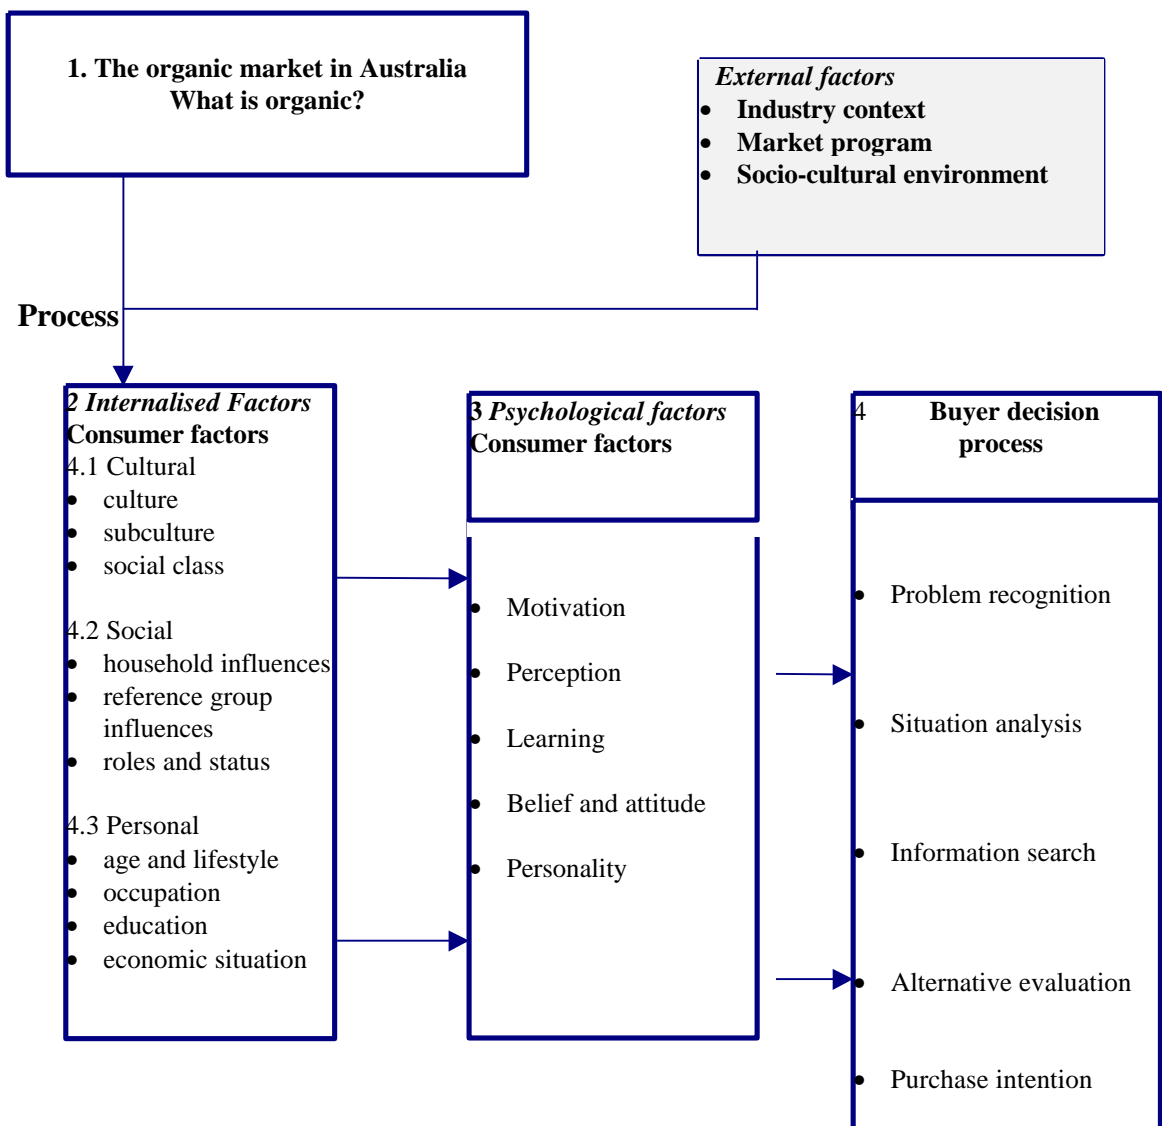 1. The organic market in Australia
What is organic?
External factors
• Industry context
• Market program
• Socio-cultural environment
Process
2 Internalised Factors
Consumer factors
4.1 Cultural
• culture
• subculture
• social class
4.2 Social
• household influences
• reference group
influences
• roles and status
4.3 Personal
• age and lifestyle
• occupation
• education
• economic situation
3 Psychological factors
Consumer factors
• Motivation
• Perception
• Learning
• Belief and attitude
• Personality
4 Buyer decision
process
• Problem recognition
• Situation analysis
• Information search
• Alternative evaluation
• Purchase intention